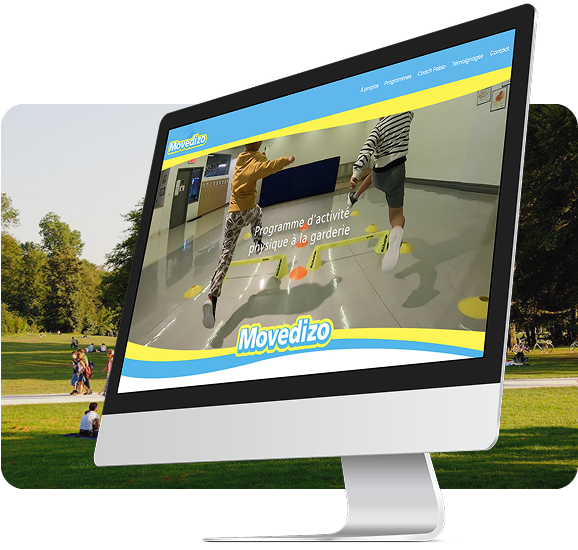 À propos Programmes Coach Pablo Témoignages Contact
Movedizo
Programme d'activité
physique à la garderie
Movedizo